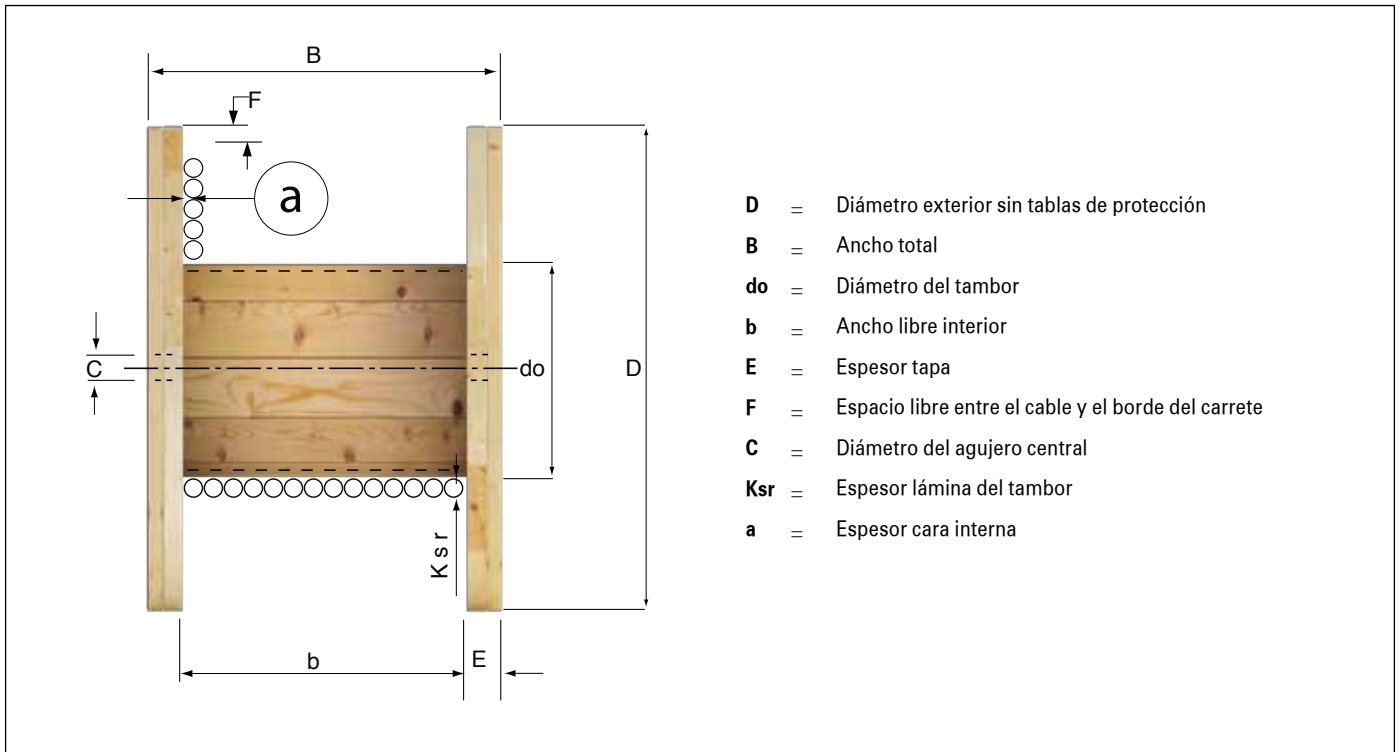 B
F
a
C
do
D
K s r
b
E
D = Diámetro exterior sin tablas de protección
B = Ancho total
do = Diámetro del tambor
b = Ancho libre interior
E = Espesor tapa
F = Espacio libre entre el cable y el borde del carrete
C = Diámetro del agujero central
Ksr = Espesor lámina del tambor
a = Espesor cara interna